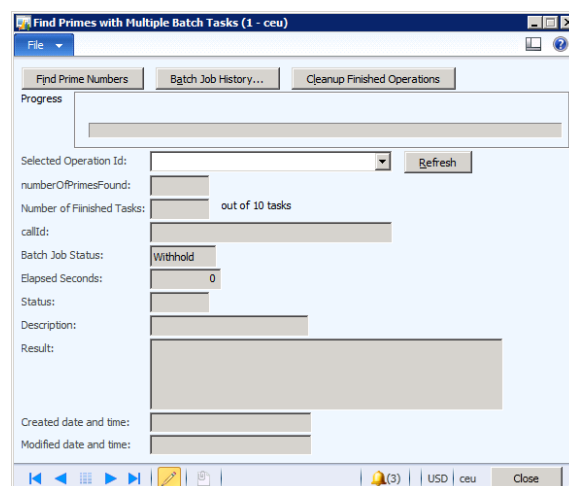 Find Primes with Multiple Batch Tasks (1 - ceu)
File
Find Prime Numbers Batch Job History... Cleanup Finished Operations
Progress
Selected Operation Id: Refresh
numberOfPrimesFound:
Number of Fiinished Tasks: out of 10 tasks
callId:
Batch Job Status: Withhold
Elapsed Seconds: 0
Status:
Description:
Result:
Created date and time:
Modified date and time:
(3) USD ceu Close